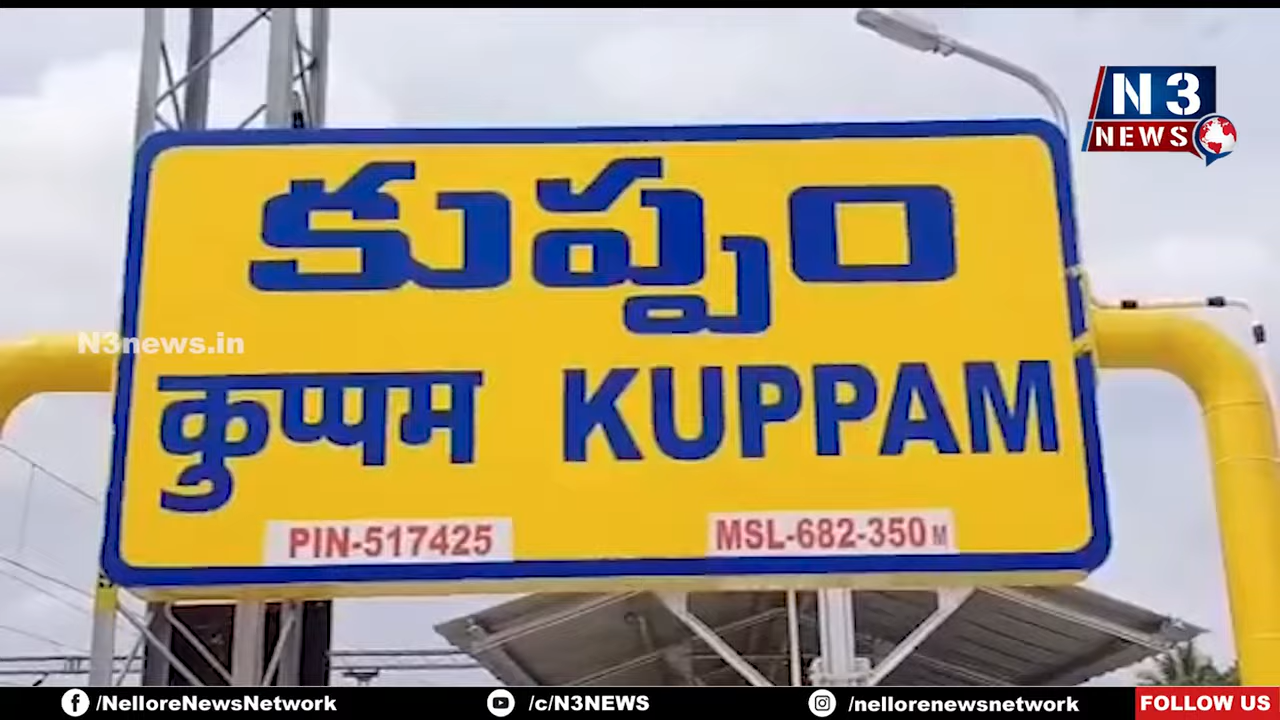 N3
NEWS
కుప్పం
N3news.in
कुप्पम KUPPAM
PIN-517425 MSL-682-350 M
/NelloreNewsNetwork /c/N3NEWS /nellorenewsnetwork FOLLOW US